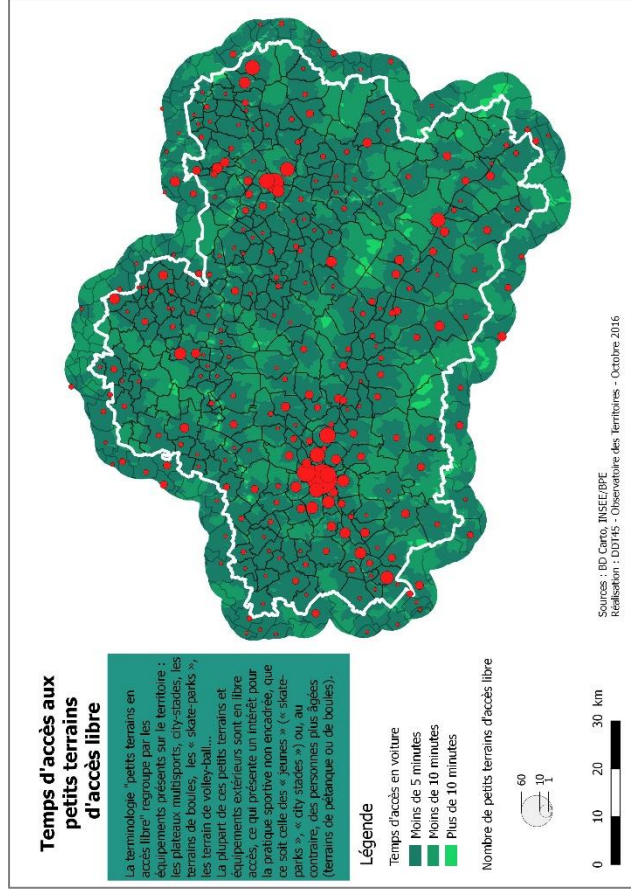 Temps d'accès aux
petits terrains
d'accès libre
La terminologie "petits terrains en
accès libre" regroupe par les
équipements présents sur le territoire :
les plateaux multisports, city-stades, les
terrains de boules, les « skate-parks »,
les terrain de volley-ball...
La plupart de ces petits terrains et
équipements extérieurs sont en libre
accès, ce qui présente un intérêt pour
la pratique sportive non encadrée, que
ce soit celle des « jeunes » (« skate-
parks », « city stades ») ou, au
contraire, des personnes plus âgées
(terrains de pétanque ou de boules).
Légende
Temps d'accès en voiture
Moins de 5 minutes
Moins de 10 minutes
Plus de 10 minutes
Nombre de petits terrains d'accès libre
60
10
1
0 10 20 30 km
Sources : BD Carto, INSEE/BPE
Réalisation : DDT45 - Observatoire des Territoires - Octobre 2016